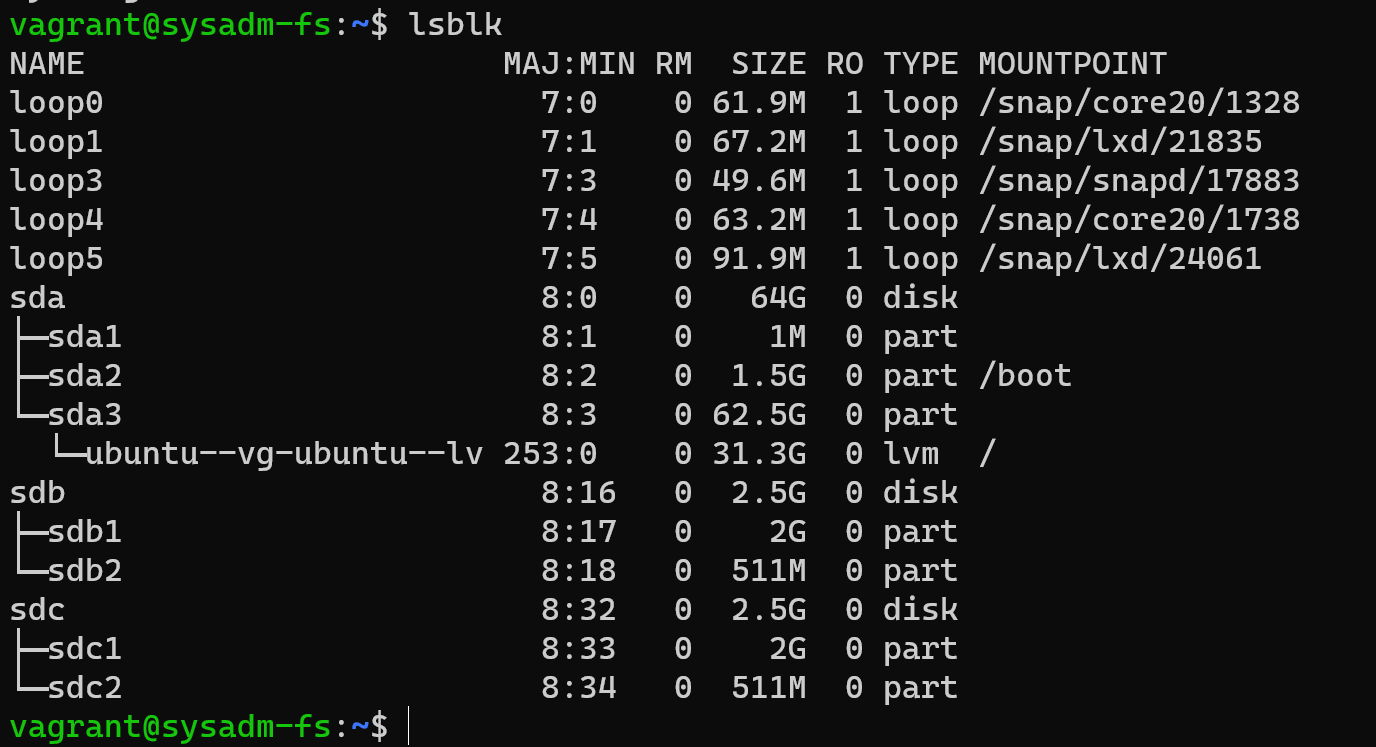 vagrant@sysadm-fs:~$ lsblk
NAME                      MAJ:MIN RM  SIZE RO TYPE MOUNTPOINT
loop0                       7:0    0 61.9M  1 loop /snap/core20/1328
loop1                       7:1    0 67.2M  1 loop /snap/lxd/21835
loop3                       7:3    0 49.6M  1 loop /snap/snapd/17883
loop4                       7:4    0 63.2M  1 loop /snap/core20/1738
loop5                       7:5    0 91.9M  1 loop /snap/lxd/24061
sda                         8:0    0   64G  0 disk
├─sda1                      8:1    0    1M  0 part
├─sda2                      8:2    0  1.5G  0 part /boot
└─sda3                      8:3    0 62.5G  0 part
  └─ubuntu--vg-ubuntu--lv 253:0    0 31.3G  0 lvm  /
sdb                         8:16   0  2.5G  0 disk
├─sdb1                      8:17   0    2G  0 part
└─sdb2                      8:18   0  511M  0 part
sdc                         8:32   0  2.5G  0 disk
├─sdc1                      8:33   0    2G  0 part
└─sdc2                      8:34   0  511M  0 part
vagrant@sysadm-fs:~$